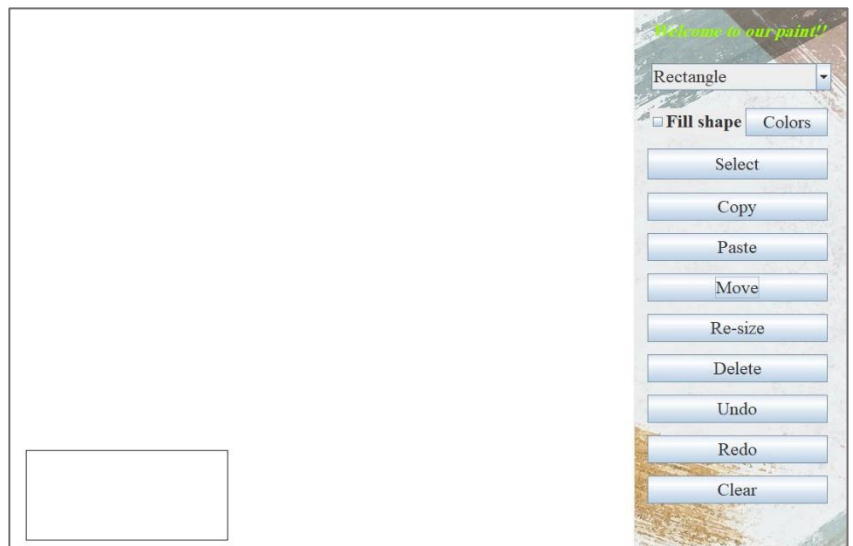 Welcome to our paint!!
Rectangle
Fill shape Colors
Select
Copy
Paste
Move
Re-size
Delete
Undo
Redo
Clear